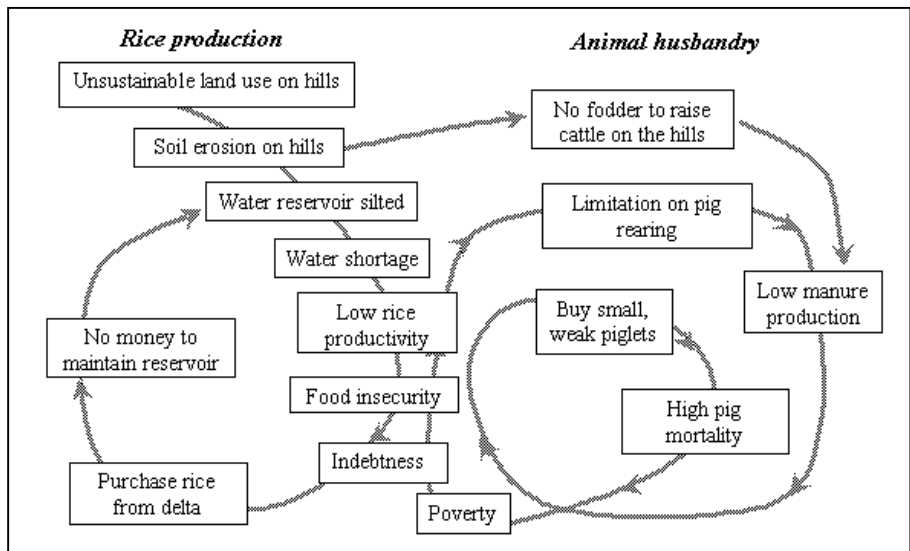 Rice production
Animal husbandry
Unsustainable land use on hills
Soil erosion on hills
No fodder to raise
cattle on the hills
Water reservoir silted
Limitation on pig
rearing
Water shortage
Low manure
production
Low rice
productivity
Buy small,
weak piglets
No money to
maintain reservoir
Food insecurity
High pig
mortality
Indebtness
Purchase rice
from delta
Poverty